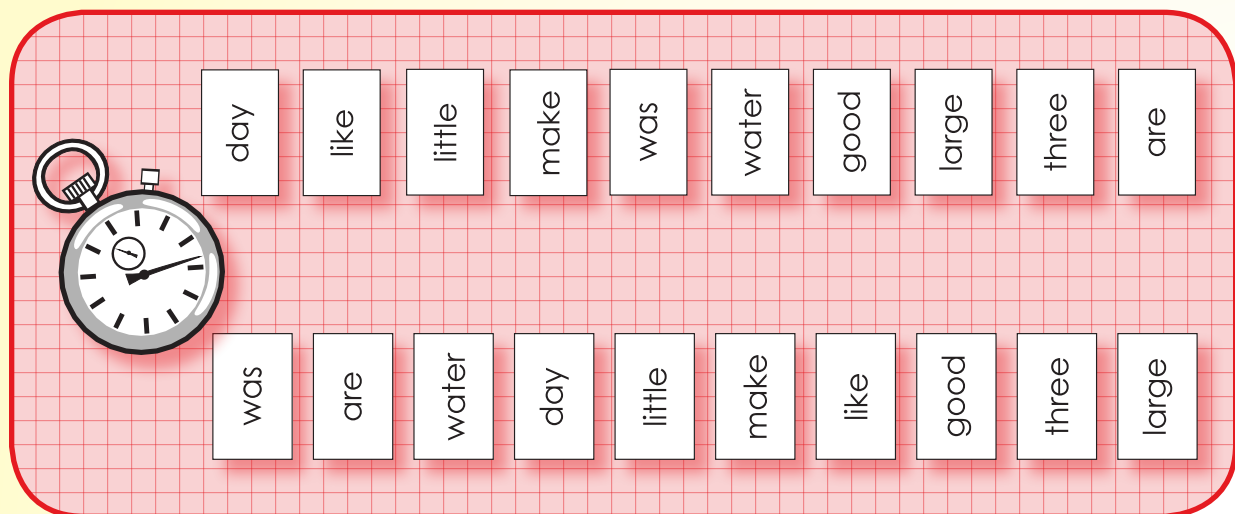 was
are
water
day
little
make
like
good
three
large
day
like
little
make
was
water
good
large
three
are